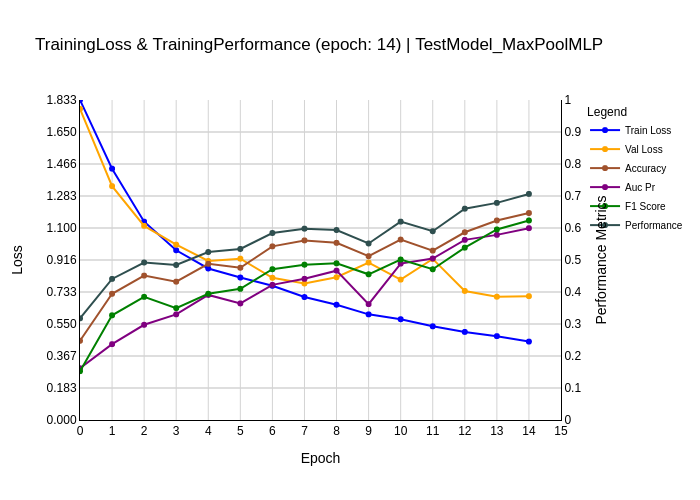 TrainingLoss & TrainingPerformance (epoch: 14) | TestModel_MaxPoolMLP
1.833
1.650
1.466
1.283
1.100
0.916
0.733
0.550
0.367
0.183
0.000
Loss
0 1 2 3 4 5 6 7 8 9 10 11 12 13 14 15
Epoch
1
0.9
0.8
0.7
0.6
0.5
0.4
0.3
0.2
0.1
0
Performance Metrics
Legend
Train Loss
Val Loss
Accuracy
Auc Pr
F1 Score
Performance